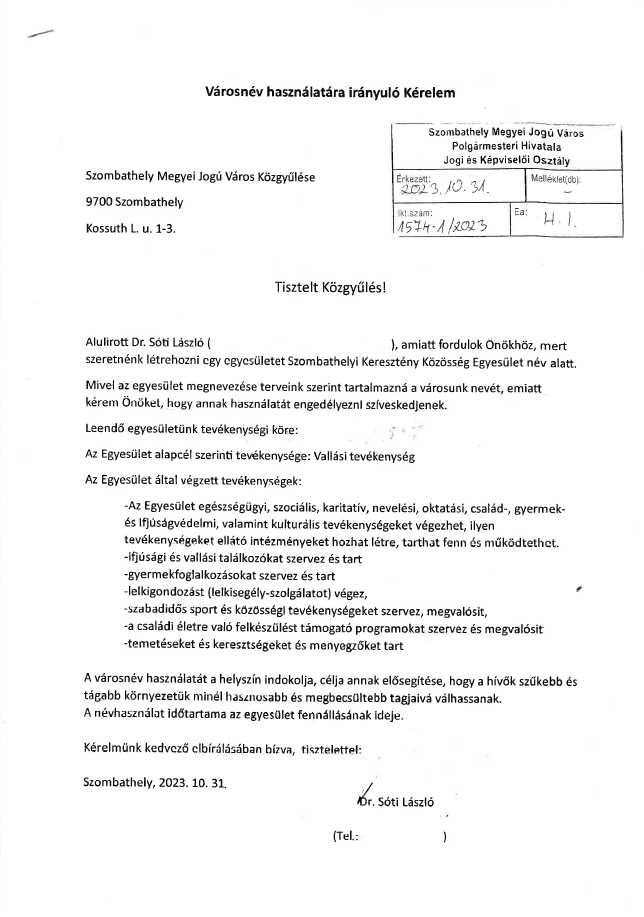 Városnév használatára irányuló Kérelem
Szombathely Megyei Jogú Város
Polgármesteri Hivatala
Jogi és Képviselői Osztály
Érkezett:
2023. 10. 31.
Melléklet(db):
–
Ikt.szám:
1574-1/2023
Ea:
H. I.
Szombathely Megyei Jogú Város Közgyűlése
9700 Szombathely
Kossuth L. u. 1-3.
Tisztelt Közgyűlés!
Alulirott Dr. Sóti László ( ), amiatt fordulok Önökhöz, mert
szeretnénk létrehozni egy egyesületet Szombathelyi Keresztény Közösség Egyesület név alatt.
Mivel az egyesület megnevezése terveink szerint tartalmazná a városunk nevét, emiatt
kérem Önöket, hogy annak használatát engedélyezni szíveskedjenek.
Leendő egyesületünk tevékenységi köre:
Az Egyesület alapcél szerinti tevékenysége: Vallási tevékenység
Az Egyesület által végzett tevékenységek:
-Az Egyesület egészségügyi, szociális, karitatív, nevelési, oktatási, család-, gyermek-
és ifjúságvédelmi, valamint kulturális tevékenységeket végezhet, ilyen
tevékenységeket ellátó intézményeket hozhat létre, tarthat fenn és működtethet.
-ifjúsági és vallási találkozókat szervez és tart
-gyermekfoglalkozásokat szervez és tart
-lelkigondozást (lelkisegély-szolgálatot) végez,
-szabadidős sport és közösségi tevékenységeket szervez, megvalósit,
-a családi életre való felkészülést támogató programokat szervez és megvalósit
-temetéseket és keresztségeket és menyegzőket tart
A városnév használatát a helyszín indokolja, célja annak elősegítése, hogy a hívők szűkebb és
tágabb környezetük minél hasznosabb és megbecsültebb tagjaivá válhassanak.
A névhasználat időtartama az egyesület fennállásának ideje.
Kérelmünk kedvező elbírálásában bízva, tisztelettel:
Szombathely, 2023. 10. 31.
Dr. Sóti László
(Tel.: )